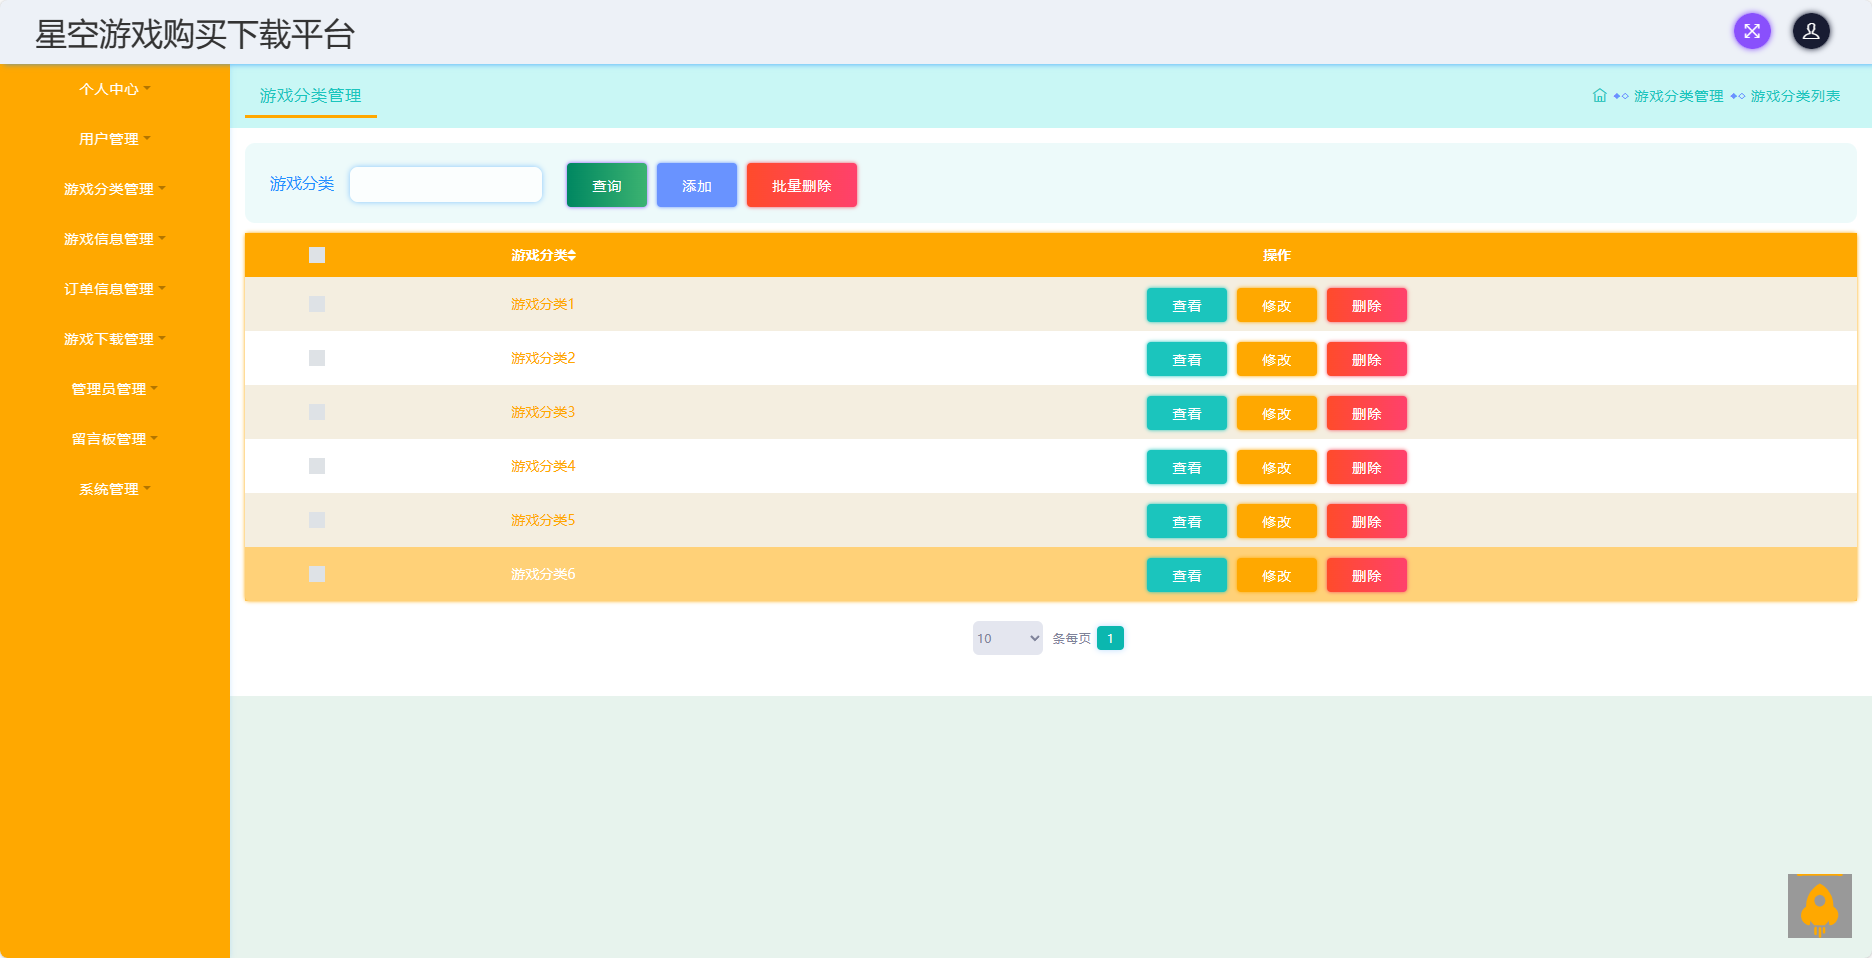 星空游戏购买下载平台
个人中心
用户管理
游戏分类管理
游戏信息管理
订单信息管理
游戏下载管理
管理员管理
留言板管理
系统管理
游戏分类管理
游戏分类管理 游戏分类列表
游戏分类 查询 添加 批量删除
游戏分类 操作
游戏分类1 查看 修改 删除
游戏分类2 查看 修改 删除
游戏分类3 查看 修改 删除
游戏分类4 查看 修改 删除
游戏分类5 查看 修改 删除
游戏分类6 查看 修改 删除
10 条每页 1